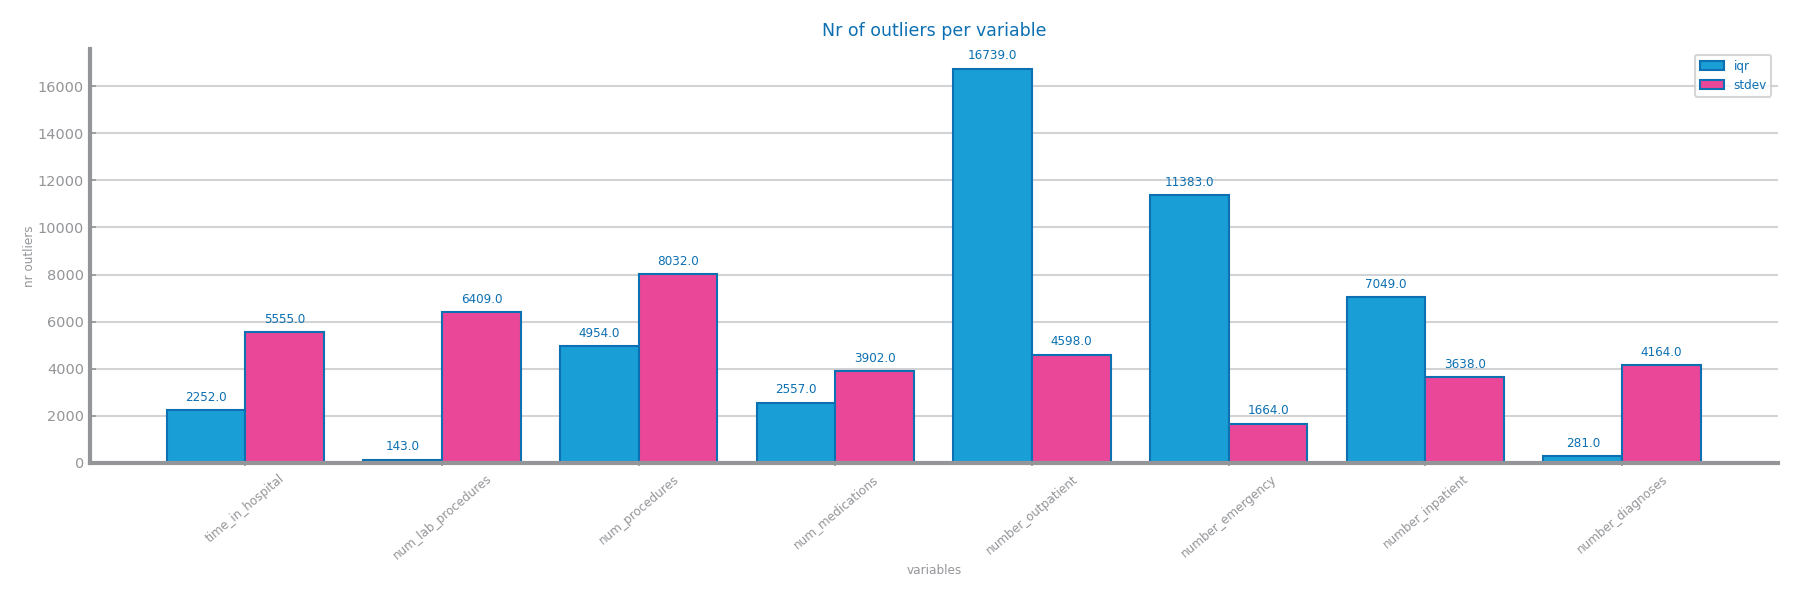 Nr of outliers per variable
iqr
stdev
nr outliers
16000
14000
12000
10000
8000
6000
4000
2000
0
2252.0
5555.0
143.0
6409.0
4954.0
8032.0
2557.0
3902.0
16739.0
4598.0
11383.0
1664.0
7049.0
3638.0
281.0
4164.0
time_in_hospital
num_lab_procedures
num_procedures
num_medications
number_outpatient
number_emergency
number_inpatient
number_diagnoses
variables